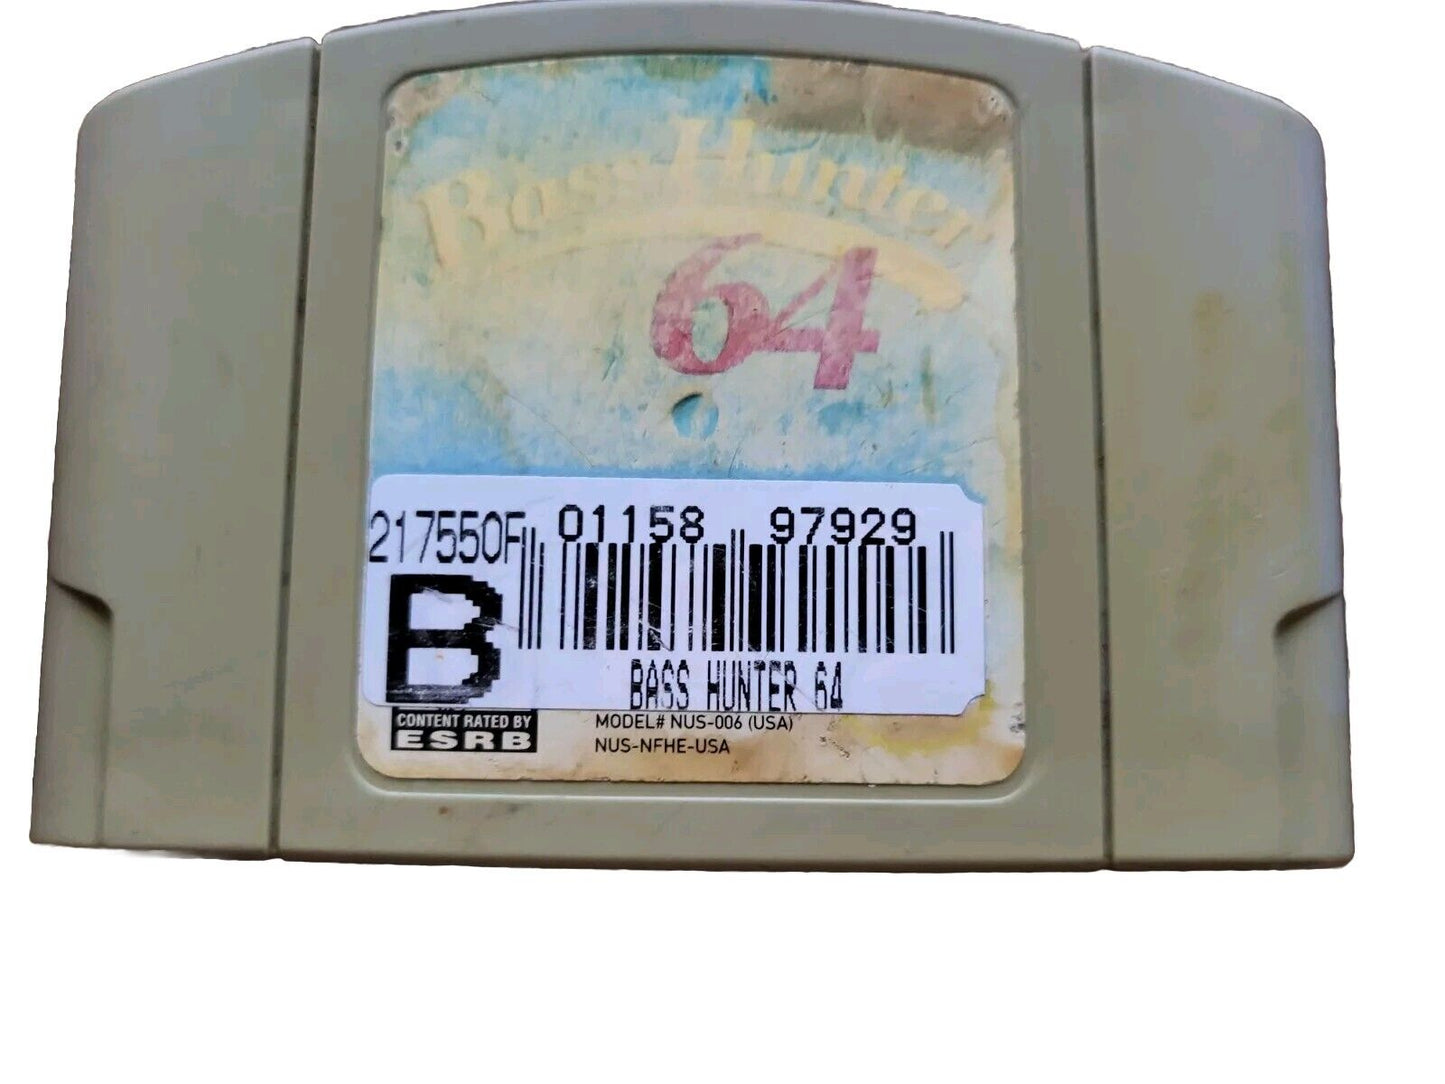 Bass Hunter
64
217550F 01158 97929
B
BASS HUNTER 64
CONTENT RATED BY
ESRB
MODEL# NUS-006 (USA)
NUS-NFHE-USA